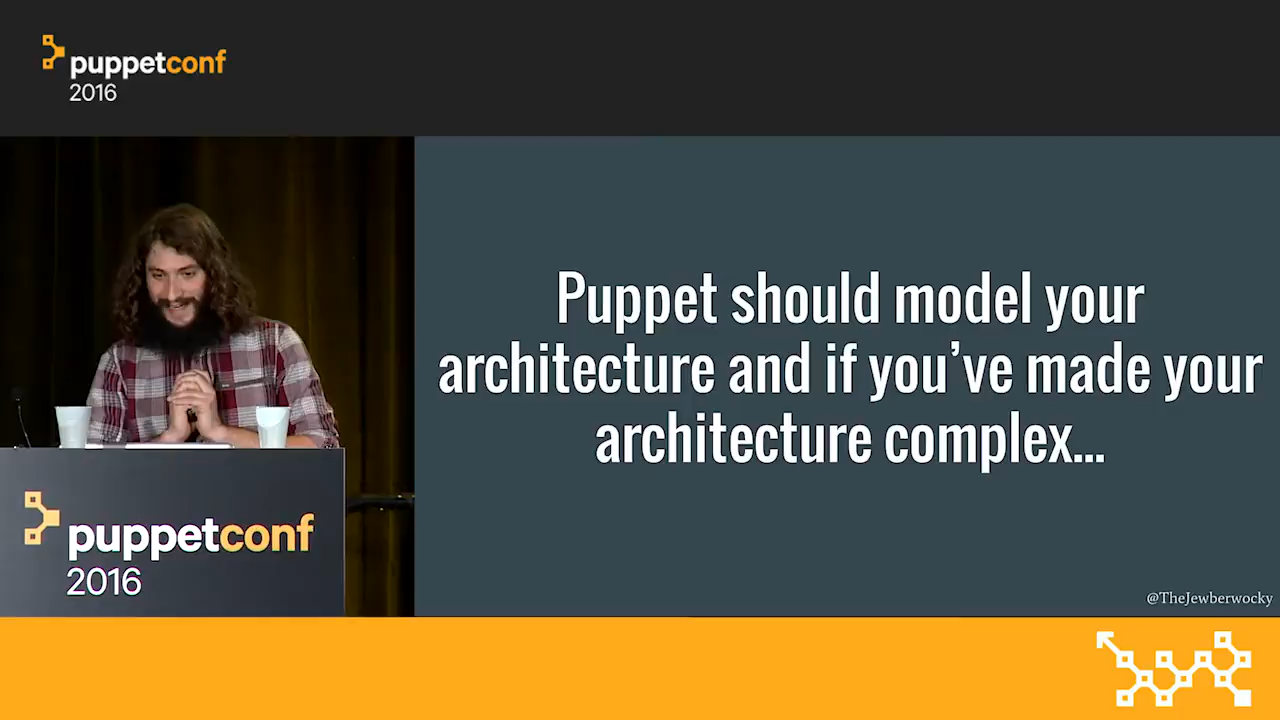 puppetconf
2016
Puppet should model your
architecture and if you've made your
architecture complex...
puppetconf
2016
@TheJewberwocky